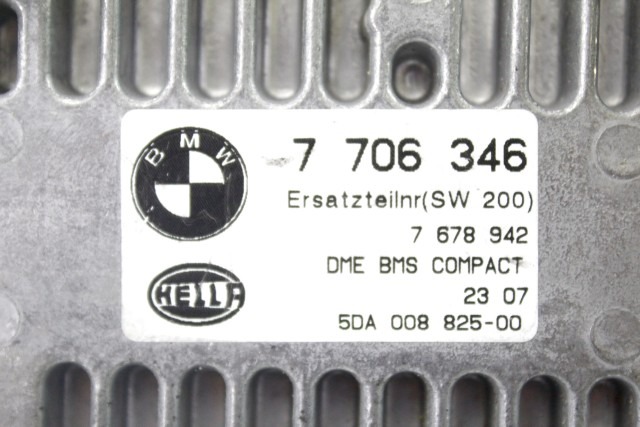 BMW
7 706 346
Ersatzteilnr(SW 200)
7 678 942
DME BMS COMPACT
HELLA
23 07
5DA 008 825-00